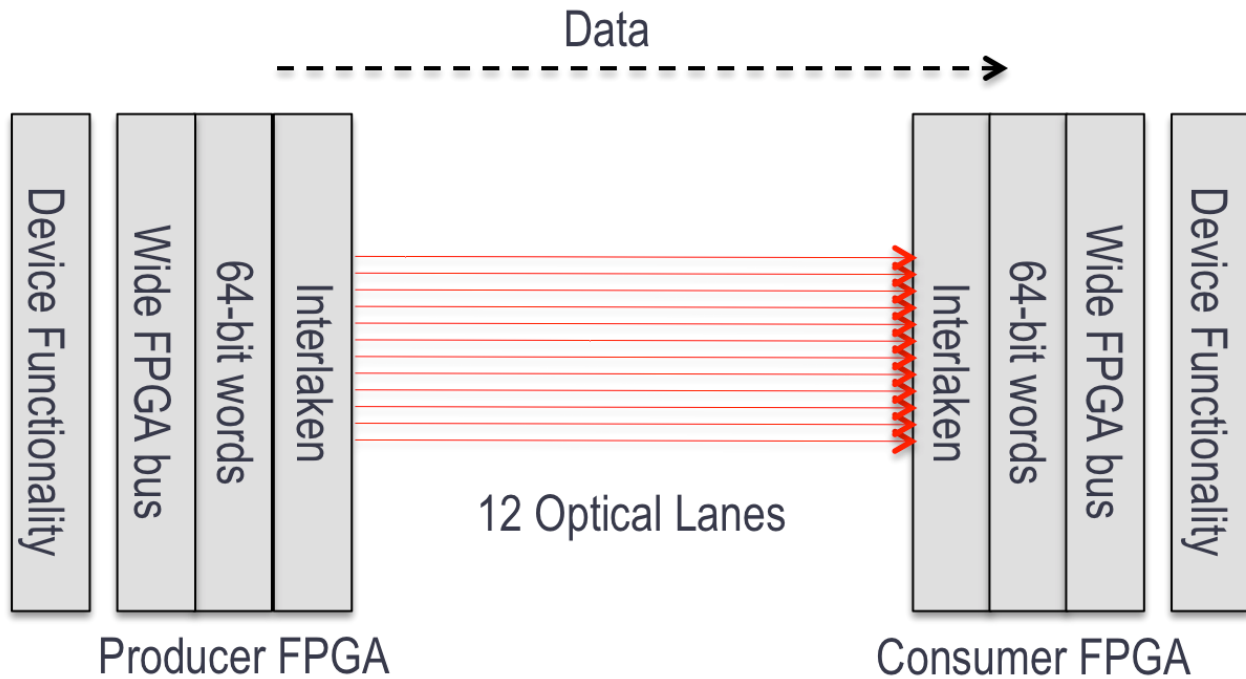 Data
Device Functionality
Wide FPGA bus
64-bit words
Interlaken
12 Optical Lanes
Interlaken
64-bit words
Wide FPGA bus
Device Functionality
Producer FPGA
Consumer FPGA